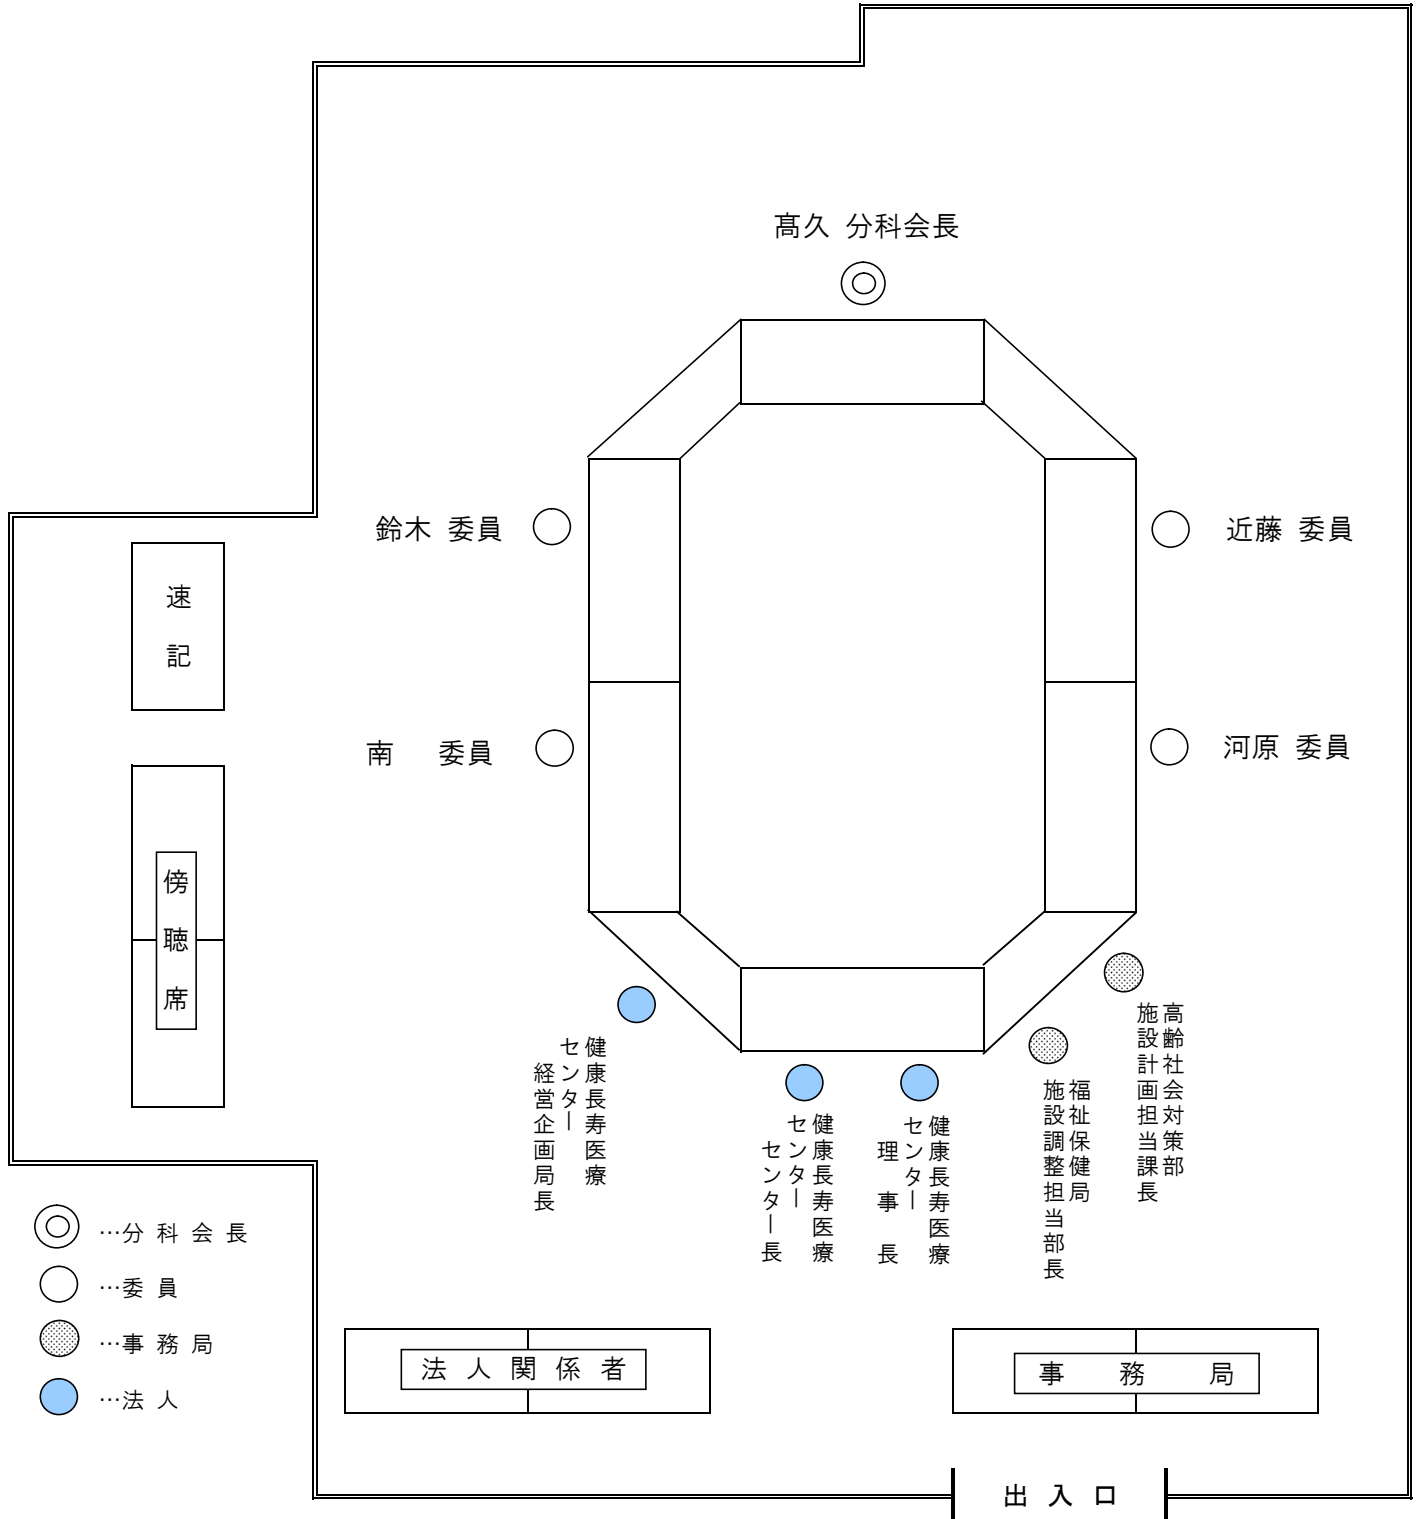 髙久 分科会長
鈴木 委員
近藤 委員
速記
南 委員
河原 委員
傍聴席
高齢社会対策部
施設計画担当課長
福祉保健局
施設調整担当部長
健康長寿医療
センター
理事長
健康長寿医療
センター
センター長
健康長寿医療
センター
経営企画局長
…分科会長
…委員
…事務局
…法人
法人関係者
事務局
出入口